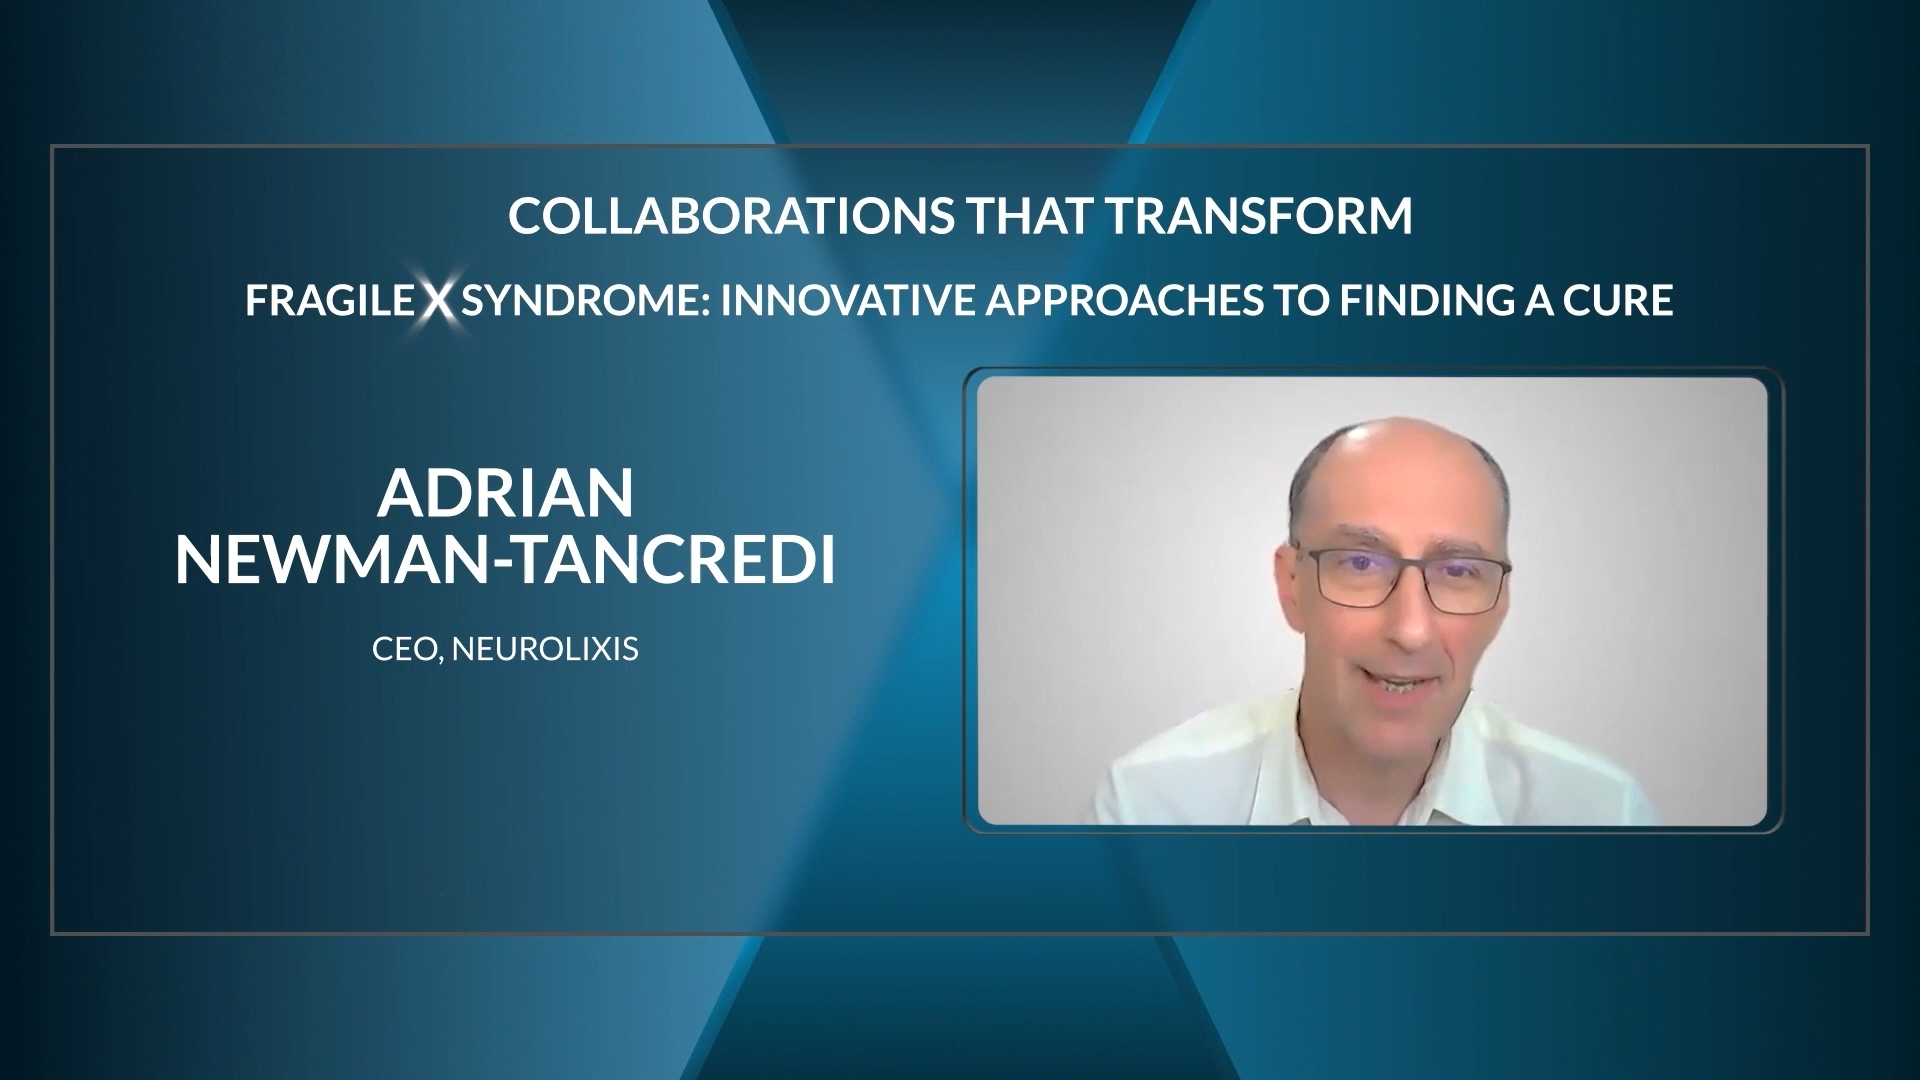 COLLABORATIONS THAT TRANSFORM
FRAGILE X SYNDROME: INNOVATIVE APPROACHES TO FINDING A CURE
ADRIAN
NEWMAN-TANCREDI
CEO, NEUROLIXIS